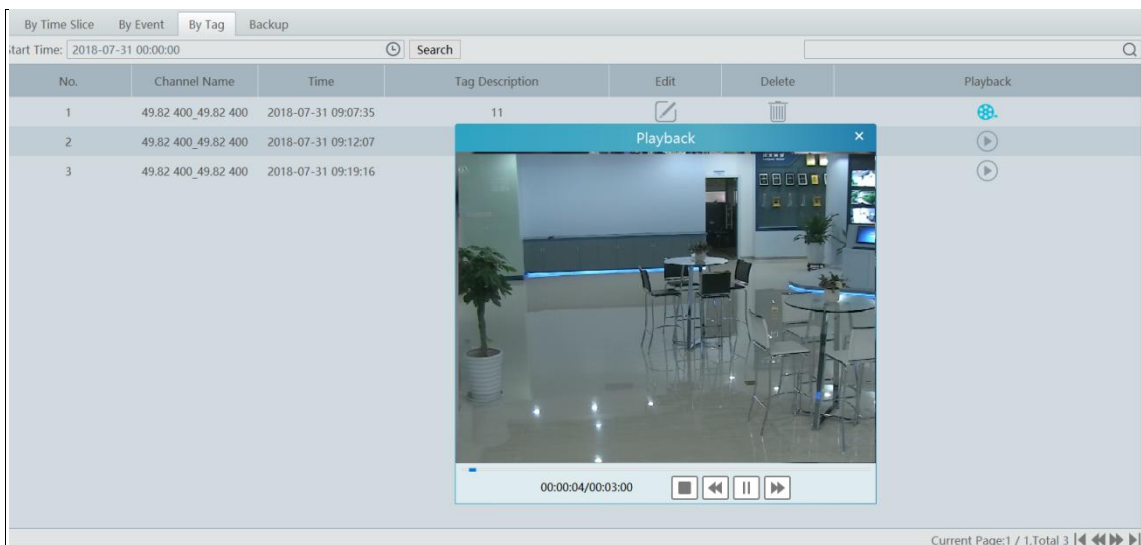 By Time Slice By Event By Tag Backup
Start Time: 2018-07-31 00:00:00 Search
No. Channel Name Time Tag Description Edit Delete Playback
1 49.82 400_49.82 400 2018-07-31 09:07:35 11
Playback
2 49.82 400_49.82 400 2018-07-31 09:12:07
3 49.82 400_49.82 400 2018-07-31 09:19:16
00:00:04/00:03:00
Current Page:1 / 1,Total 3